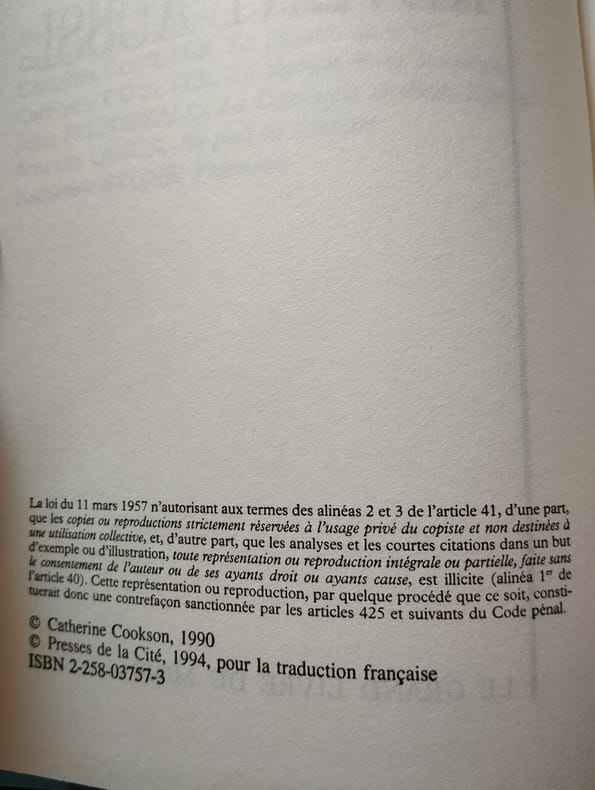 La loi du 11 mars 1957 n'autorisant aux termes des alinéas 2 et 3 de l'article 41, d'une part,
que les copies ou reproductions strictement réservées à l'usage privé du copiste et non destinées à
une utilisation collective, et, d'autre part, que les analyses et les courtes citations dans un but
d'exemple ou d'illustration, toute représentation ou reproduction intégrale ou partielle, faite sans
le consentement de l'auteur ou de ses ayants droit ou ayants cause, est illicite (alinéa 1er de
l'article 40). Cette représentation ou reproduction, par quelque procédé que ce soit, consti-
tuerait donc une contrefaçon sanctionnée par les articles 425 et suivants du Code pénal.
© Catherine Cookson, 1990
© Presses de la Cité, 1994, pour la traduction française
ISBN 2-258-03757-3